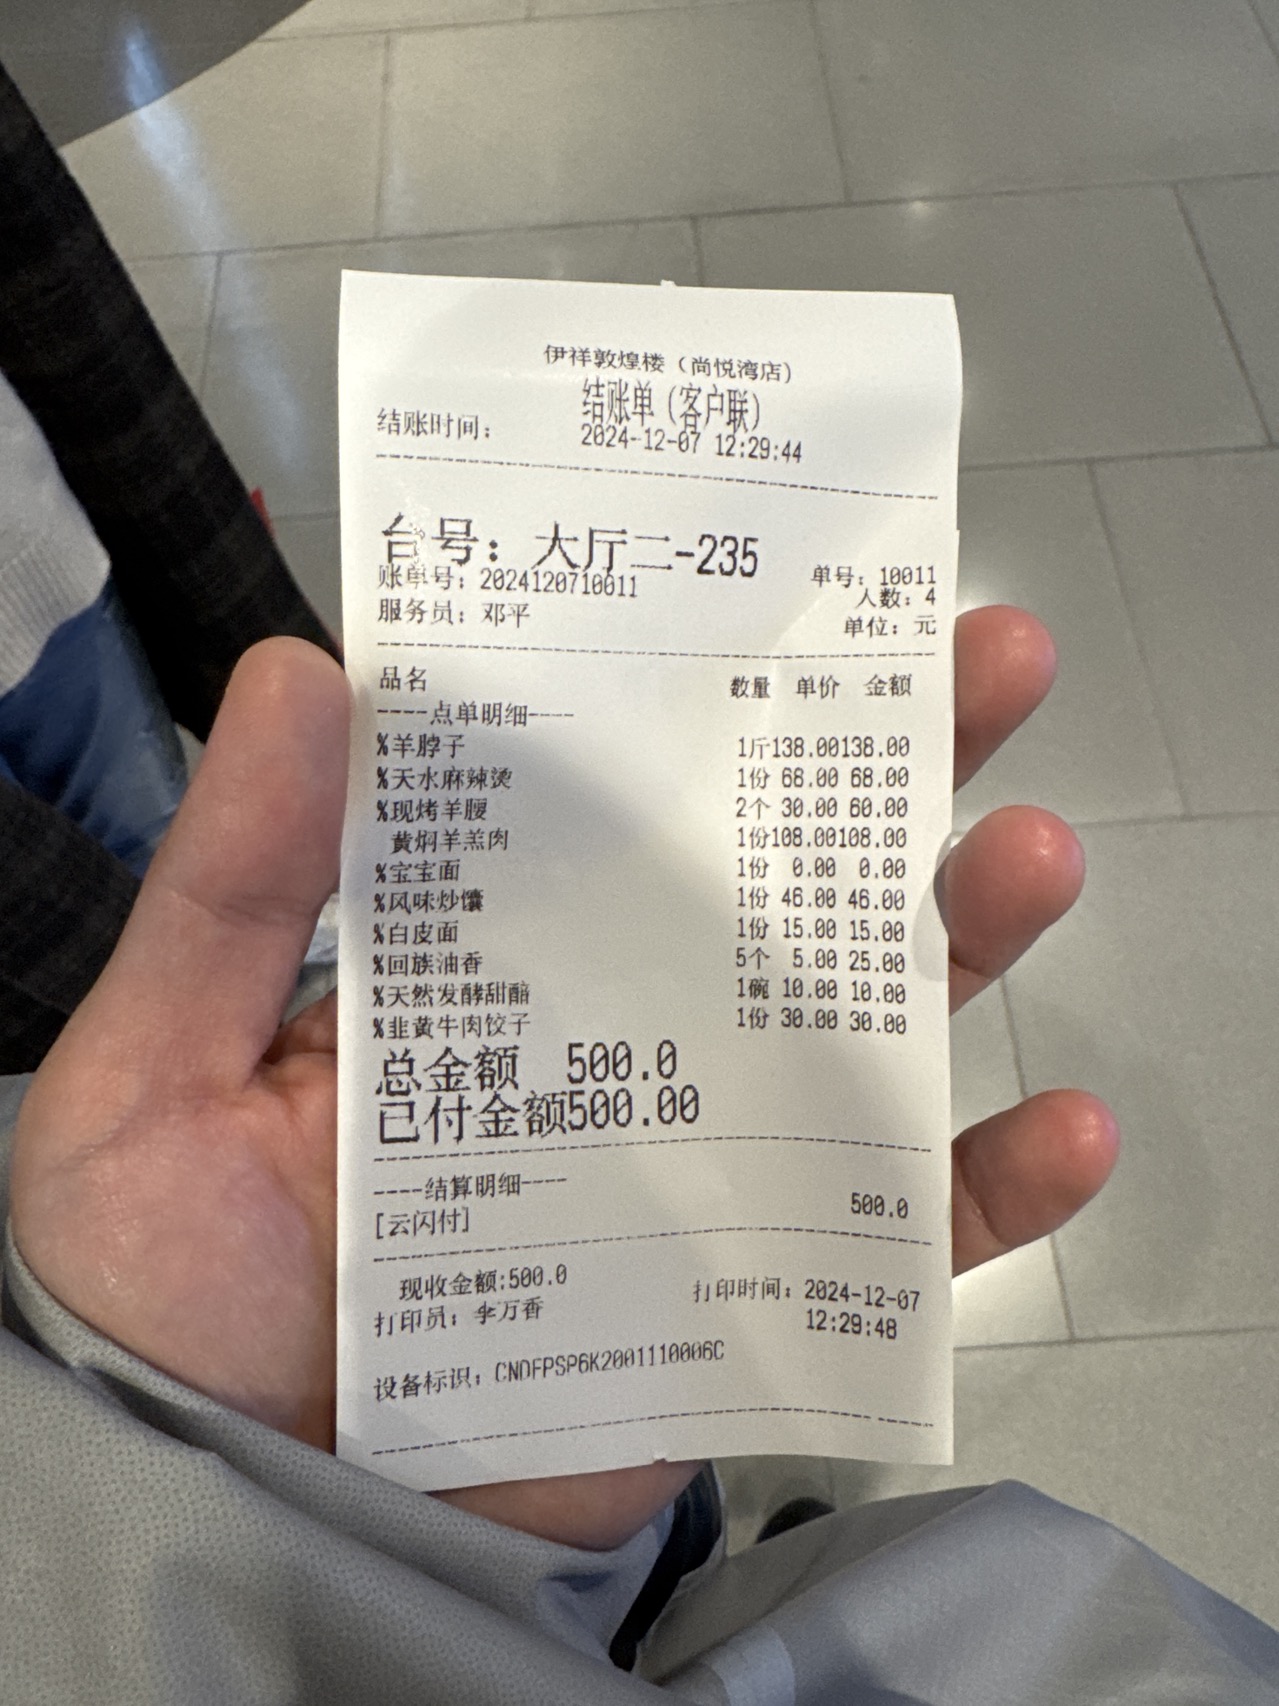 伊祥敦煌楼（尚悦湾店）
结账单（客户联）
结账时间： 2024-12-07 12:29:44
台号：大厅二-235
账单号：2024120710011 单号：10011
人数：4
服务员：邓平 单位：元
品名 数量 单价 金额
----点单明细----
%羊脖子 1斤138.00138.00
%天水麻辣烫 1份 68.00 68.00
%现烤羊腰 2个 30.00 60.00
黄焖羊羔肉 1份108.00108.00
%宝宝面 1份 0.00 0.00
%风味炒馕 1份 46.00 46.00
%白皮面 1份 15.00 15.00
%回族油香 5个 5.00 25.00
%天然发酵甜醅 1碗 10.00 10.00
%韭黄牛肉饺子 1份 30.00 30.00
总金额 500.0
已付金额500.00
----结算明细----
[云闪付] 500.0
现收金额:500.0
打印员：李万香 打印时间：2024-12-07
12:29:48
设备标识：CNDFPSP6K2001110006C